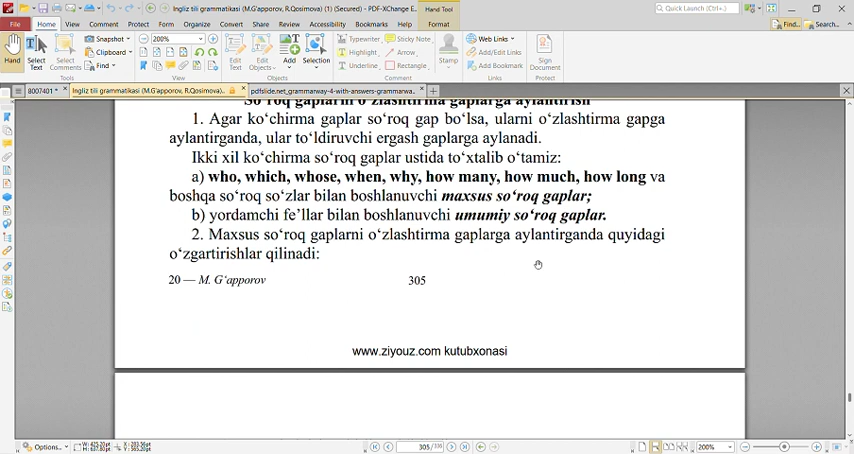 Ingliz tili grammatikasi (M.G'apporov, R.Qosimova) (1) (Secured) - PDF-XChange E...
Hand Tool
Quick Launch (Ctrl+.)
File Home View Comment Protect Form Organize Convert Share Review Accessibility Bookmarks Help Format
Find... Search...
Hand
Select Text
Select Comments
Snapshot
Clipboard
Find
200%
Edit Text
Edit Objects
Add
Selection
Typewriter
Highlight
Underline
Sticky Note
Arrow
Rectangle
Stamp
Web Links
Add/Edit Links
Add Bookmark
Sign Document
Tools View Objects Comment Links Protect
8007401 * Ingliz tili grammatikasi (M.G'apporov, R.Qosimova)... pdfslide.net_grammarway-4-with-answers-grammarwa...
So‘roq gaplarni o‘zlashtirma gaplarga aylantirish
1. Agar ko‘chirma gaplar so‘roq gap bo‘lsa, ularni o‘zlashtirma gapga
aylantirganda, ular to‘ldiruvchi ergash gaplarga aylanadi.
Ikki xil ko‘chirma so‘roq gaplar ustida to‘xtalib o‘tamiz:
a) who, which, whose, when, why, how many, how much, how long va
boshqa so‘roq so‘zlar bilan boshlanuvchi maxsus so‘roq gaplar;
b) yordamchi fe’llar bilan boshlanuvchi umumiy so‘roq gaplar.
2. Maxsus so‘roq gaplarni o‘zlashtirma gaplarga aylantirganda quyidagi
o‘zgartirishlar qilinadi:
20 — M. G‘apporov 305
www.ziyouz.com kutubxonasi
Options...
305
200%